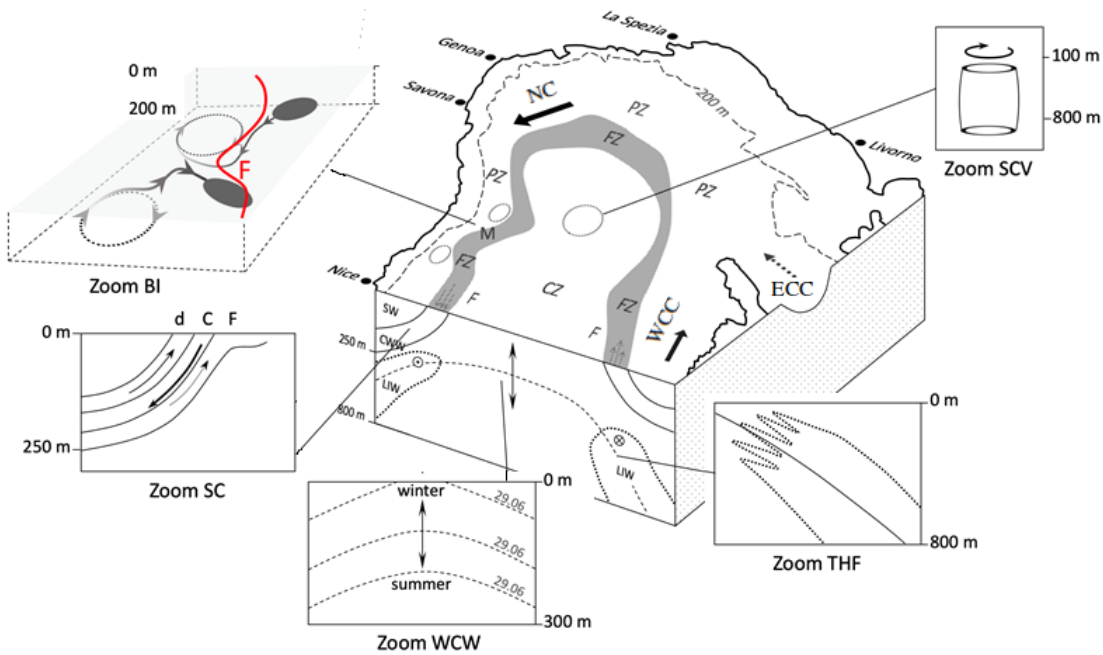 0 m
200 m
F
Zoom BI
La Spezia
Genoa
Savona
Nice
Livorno
200 m
NC
PZ
FZ
PZ
PZ
M
FZ
CZ
FZ
F
F
WCC
ECC
SW
CWW
LIW
250 m
800 m
LIW
100 m
800 m
Zoom SCV
d C F
0 m
250 m
Zoom SC
0 m
winter
29.06
29.06
summer
29.06
300 m
Zoom WCW
0 m
800 m
Zoom THF